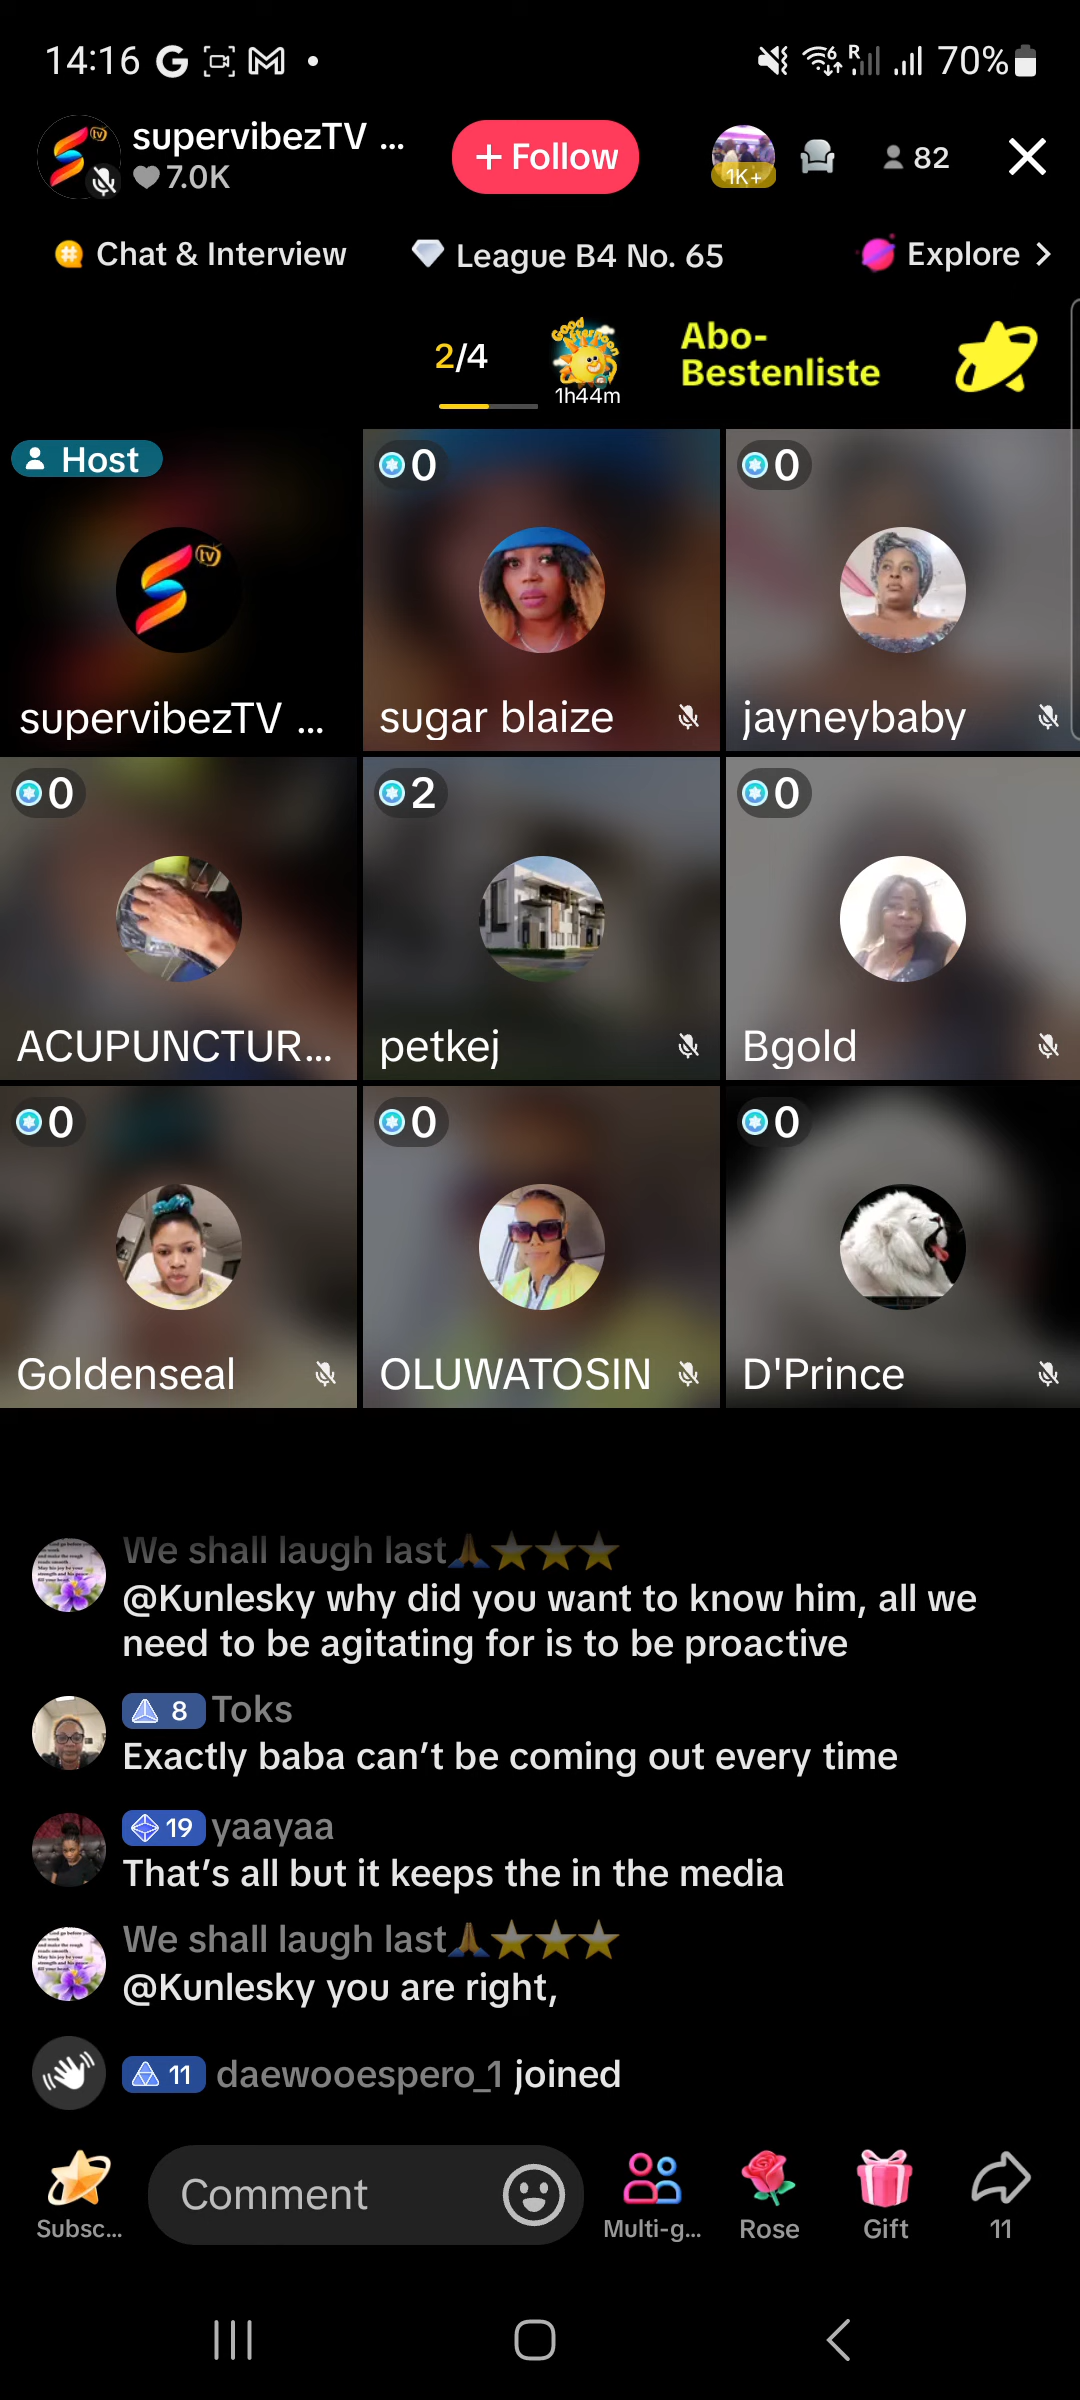 14:16 G R 70%
supervibezTV ...
7.0K
+ Follow
1K+
82
Chat & Interview
League B4 No. 65
Explore >
2/4
Good Afternoon
1h44m
Abo-
Bestenliste
Host
tv
supervibezTV ...
0
sugar blaize
0
jayneybaby
0
ACUPUNCTUR...
2
petkej
0
Bgold
0
Goldenseal
0
OLUWATOSIN
0
D'Prince
We shall laugh last🙏⭐⭐⭐
@Kunlesky why did you want to know him, all we
need to be agitating for is to be proactive
8 Toks
Exactly baba can’t be coming out every time
19 yaayaa
That’s all but it keeps the in the media
We shall laugh last🙏⭐⭐⭐
@Kunlesky you are right,
11 daewooespero_1 joined
Comment
Subsc...
Multi-g...
Rose
Gift
11